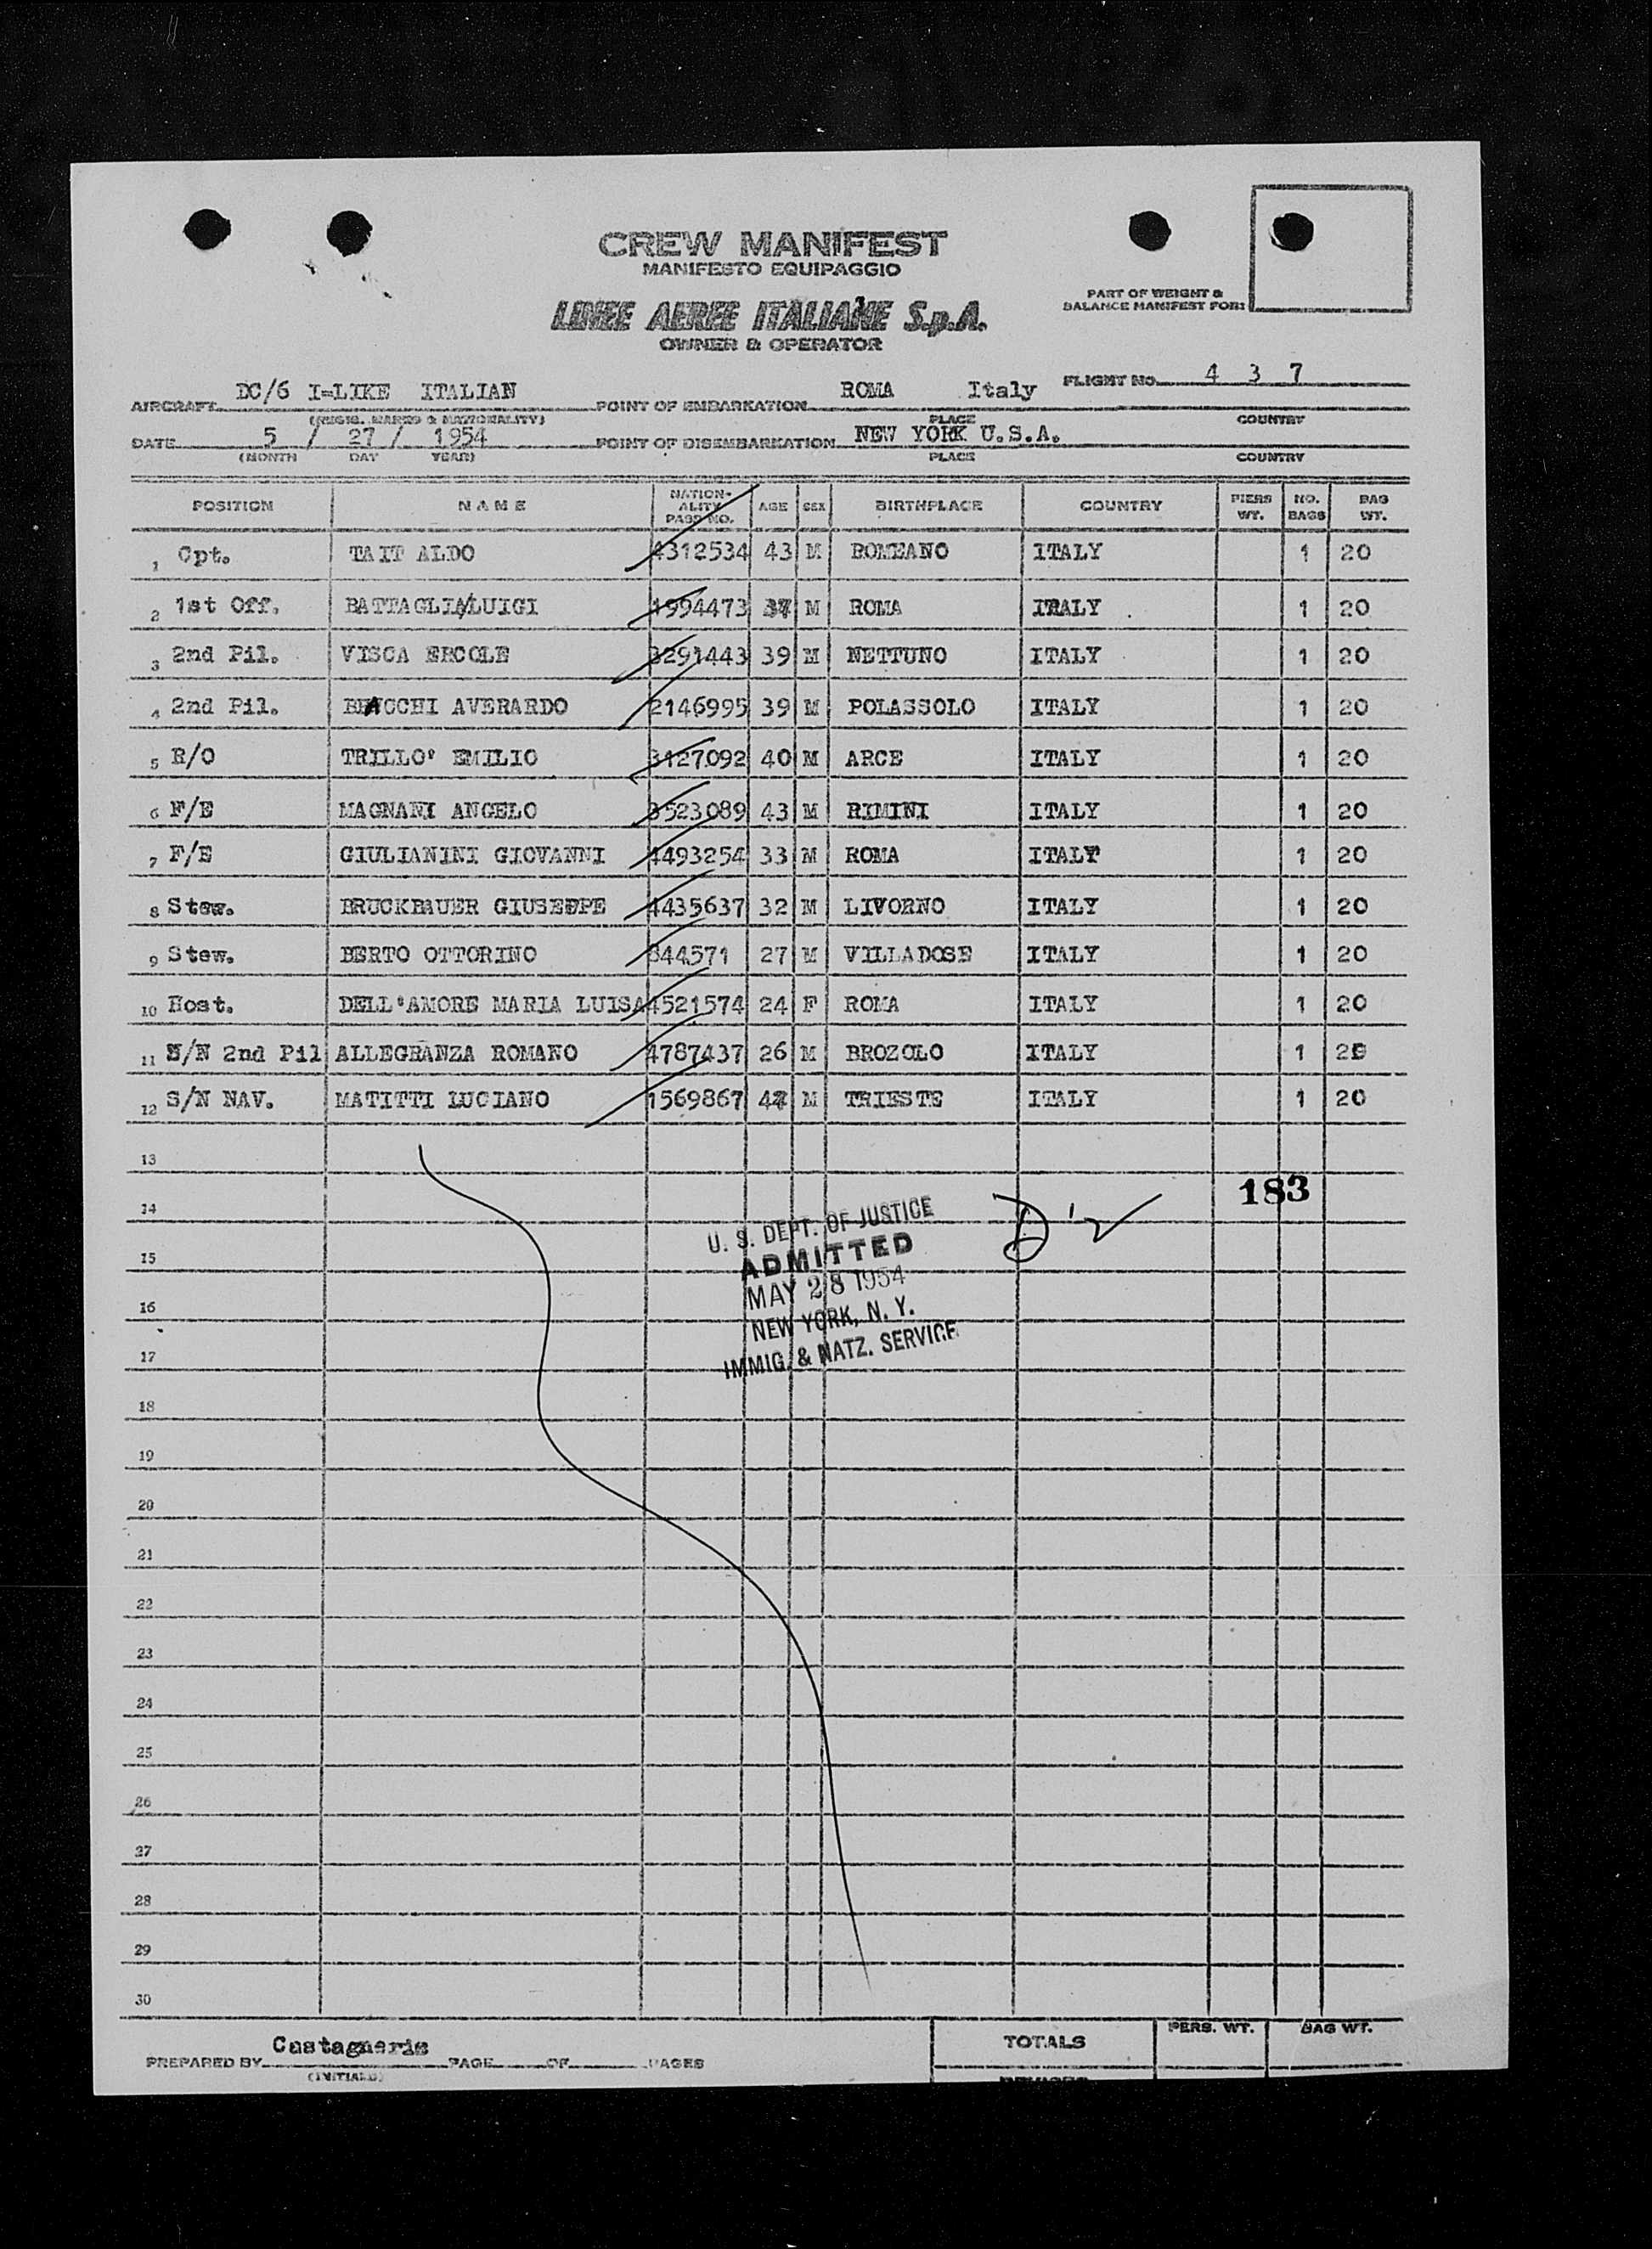 CREW MANIFEST
MANIFESTO EQUIPAGGIO
LINEE AEREE ITALIANE S.p.A.
OWNER & OPERATOR
PART OF WEIGHT &
BALANCE MANIFEST FOR:
AIRCRAFT DC/6 I-LIKE ITALIAN POINT OF EMBARKATION ROMA Italy FLIGHT NO. 4 3 7
(REGIS. MARKS & NATIONALITY) PLACE COUNTRY
DATE 5 / 27 / 1954 POINT OF DISEMBARKATION NEW YORK U.S.A.
(MONTH DAY YEAR) PLACE COUNTRY
POSITION NAME NATION-ALITY PASP NO. AGE SEX BIRTHPLACE COUNTRY PIERS WT. NO. BAGS BAG WT.
1 Cpt. TAIT ALDO 4312534 43 M ROMEANO ITALY 1 20
2 1st Off. BATTAGLIA/LUIGI 1994473 M ROMA ITALY 1 20
3 2nd Pil. VISCA ERCOLE 3291443 39 M NETTUNO ITALY 1 20
4 2nd Pil. BRACCHI AVERARDO 2146995 39 M POLASSOLO ITALY 1 20
5 R/O TRILLO' EMILIO 3127092 40 M ARCE ITALY 1 20
6 F/E MAGNANI ANGELO 3523089 43 M RIMINI ITALY 1 20
7 F/E GIULIANINI GIOVANNI 4493254 33 M ROMA ITALY 1 20
8 Stew. BRUCKBAUER GIUSEPPE 4435637 32 M LIVORNO ITALY 1 20
9 Stew. BERTO OTTORINO 844571 27 M VILLADOSE ITALY 1 20
10 Host. DELL'AMORE MARIA LUISA 4521574 24 F ROMA ITALY 1 20
11 S/N 2nd Pil ALLEGRANZA ROMANO 4787437 26 M BROZOLO ITALY 1 20
12 S/N NAV. MATITTI LUCIANO 1569867 M TRIESTE ITALY 1 20
13
183
14
U. S. DEPT. OF JUSTICE
15
ADMITTED
MAY 28 1954
16
NEW YORK, N. Y.
17
IMMIG. & NATZ. SERVICE
18
19
20
21
22
23
24
25
26
27
28
29
30
PREPARED BY Castagneris PAGE OF PAGES
(INITIALS)
TOTALS PERS. WT. BAG WT.